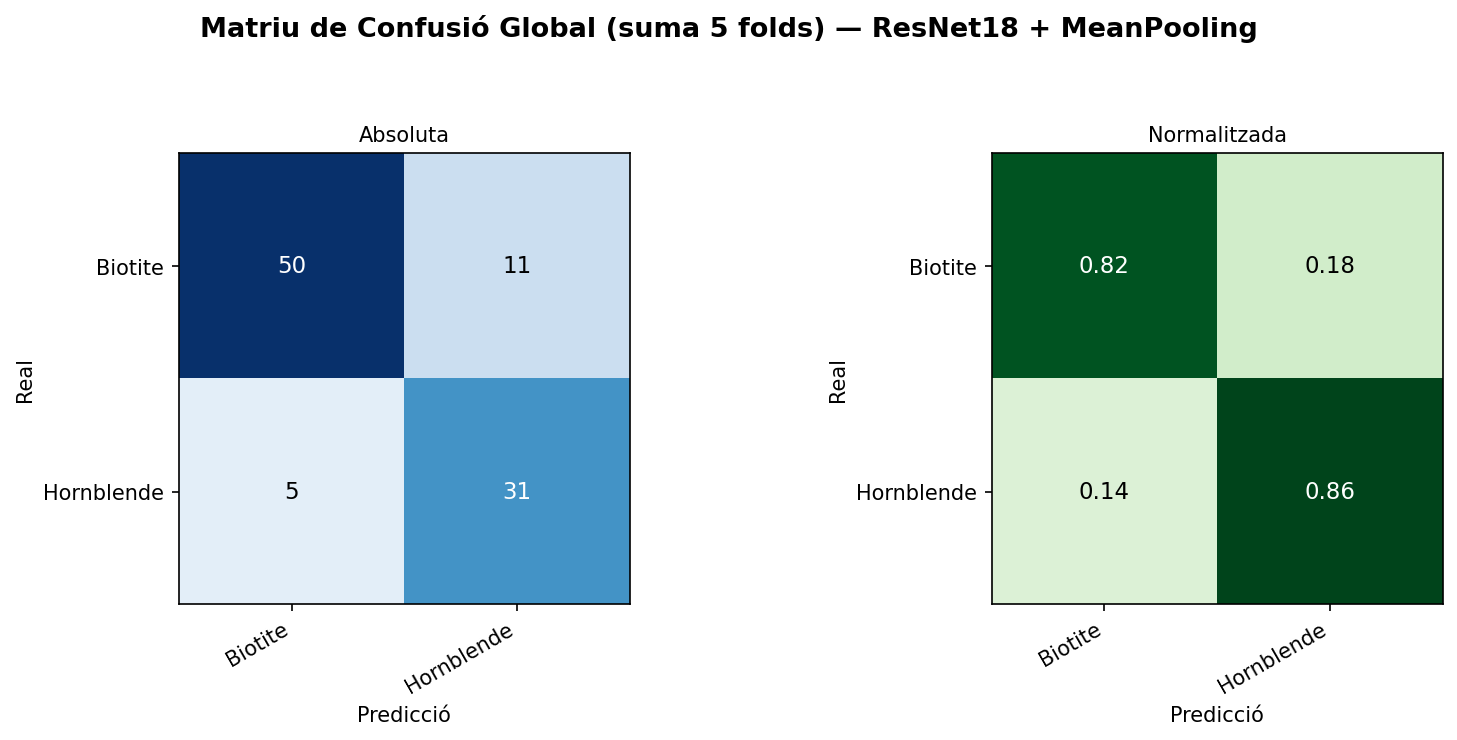 Matriu de Confusió Global (suma 5 folds) — ResNet18 + MeanPooling
Absoluta
Real
Biotite
50
11
Hornblende
5
31
Biotite
Hornblende
Predicció
Normalitzada
Real
Biotite
0.82
0.18
Hornblende
0.14
0.86
Biotite
Hornblende
Predicció